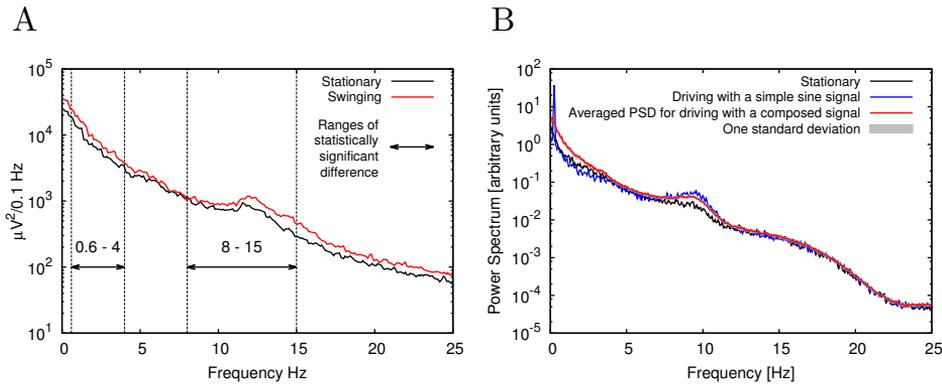 A
B
10^5
10^4
10^3
10^2
10^1
μV^2/0.1 Hz
Stationary
Swinging
Ranges of
statistically
significant
difference
0.6 - 4
8 - 15
0 5 10 15 20 25
Frequency Hz
10^2
10^1
10^0
10^-1
10^-2
10^-3
10^-4
10^-5
Power Spectrum [arbitrary units]
Stationary
Driving with a simple sine signal
Averaged PSD for driving with a composed signal
One standard deviation
0 5 10 15 20 25
Frequency [Hz]